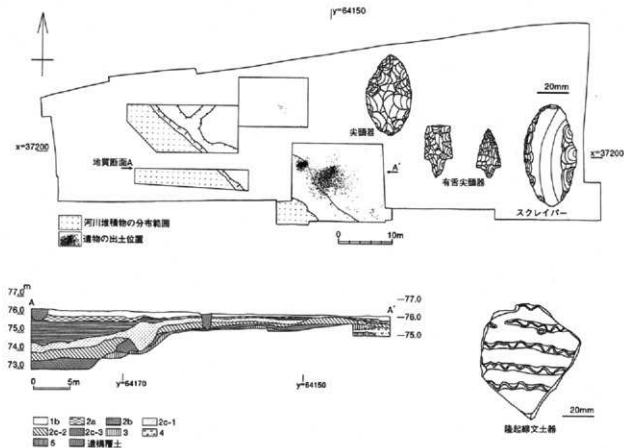 y=64150
20mm
尖頭器
x=37200
地質断面A
A'
有舌尖頭器
x=37200
スクレイパー
河川堆積物の分布範囲
遺物の出土位置
0 10m
77.0 m
A
A'
77.0
76.0
76.0
75.0
75.0
74.0
73.0
0 5m
y=64170
y=64150
1b 2a 2b 2c-1
2c-2 2c-3 3 4
5 遺構覆土
隆起線文土器
20mm